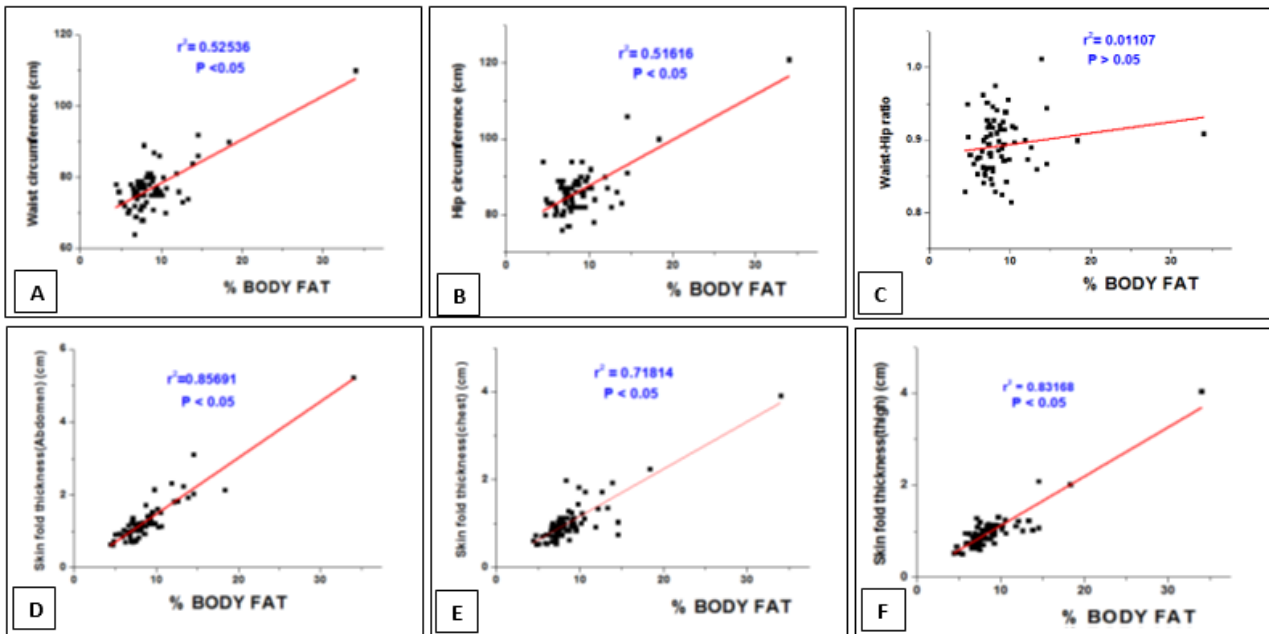 r²= 0.52536
P <0.05
Waist circumference (cm)
120
100
80
60
0
10
20
30
% BODY FAT
A
r²= 0.51616
P < 0.05
Hip circumference (cm)
120
100
80
0
10
20
30
% BODY FAT
B
r²= 0.01107
P > 0.05
Waist-Hip ratio
1.0
0.9
0.8
0
10
20
30
% BODY FAT
C
r²=0.85691
P < 0.05
Skin fold thickness(Abdomen) (cm)
6
4
2
0
0
10
20
30
% BODY FAT
D
r² = 0.71814
P < 0.05
Skin fold thickness(chest) (cm)
4
2
0
0
10
20
30
% BODY FAT
E
r² = 0.83168
P < 0.05
Skin fold thickness(thigh) (cm)
4
2
0
0
10
20
30
% BODY FAT
F